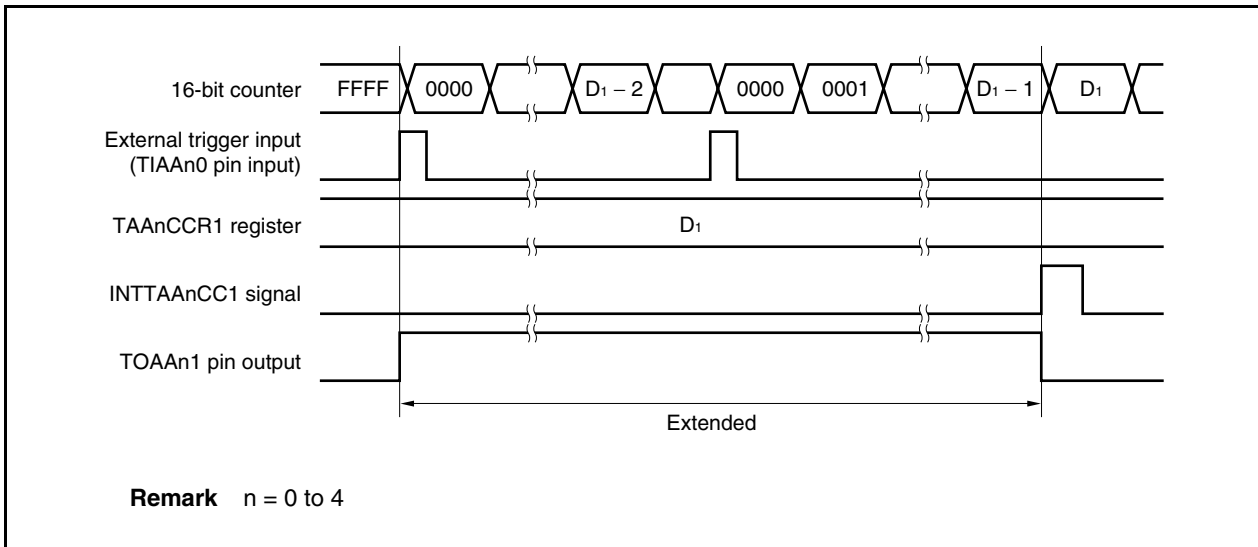 16-bit counter FFFF 0000 D1 – 2 0000 0001 D1 – 1 D1
External trigger input
(TIAAn0 pin input)
TAAnCCR1 register D1
INTTAAnCC1 signal
TOAAn1 pin output
Extended
Remark n = 0 to 4